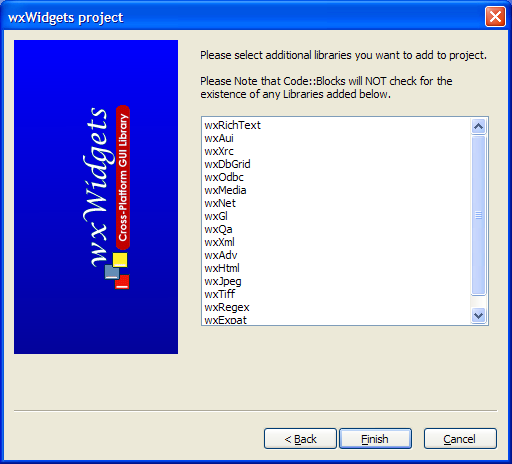 wxWidgets project
wxWidgets
Cross-Platform GUI Library
Please select additional libraries you want to add to project.
Please Note that Code::Blocks will NOT check for the
existence of any Libraries added below.
wxRichText
wxAui
wxXrc
wxDbGrid
wxOdbc
wxMedia
wxNet
wxGl
wxQa
wxXml
wxAdv
wxHtml
wxJpeg
wxTiff
wxRegex
wxExpat
< Back
Finish
Cancel